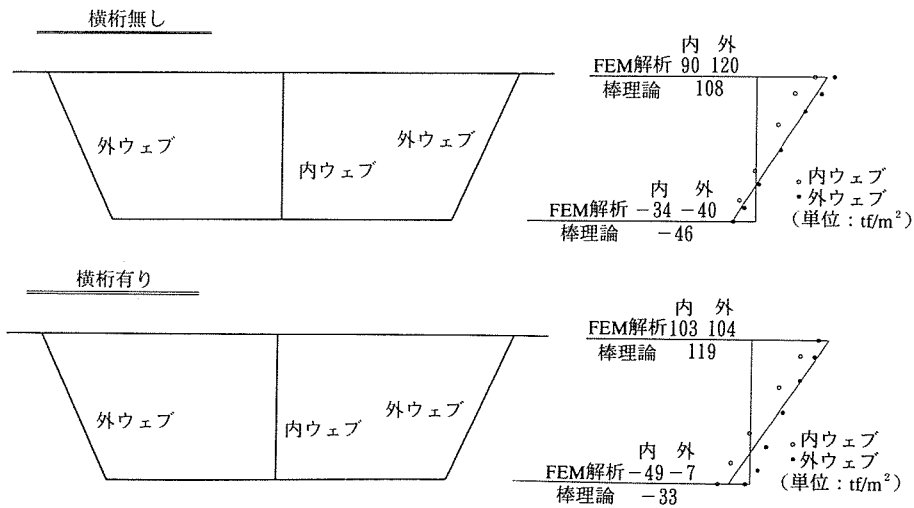 横桁無し
外ウェブ
内ウェブ
外ウェブ
内 外
FEM解析 90 120
棒理論 108
内 外
FEM解析 -34 -40
棒理論 -46
○内ウェブ
•外ウェブ
(単位：tf/m²)
横桁有り
外ウェブ
内ウェブ
外ウェブ
内 外
FEM解析 103 104
棒理論 119
内 外
FEM解析 -49 -7
棒理論 -33
○内ウェブ
•外ウェブ
(単位：tf/m²)